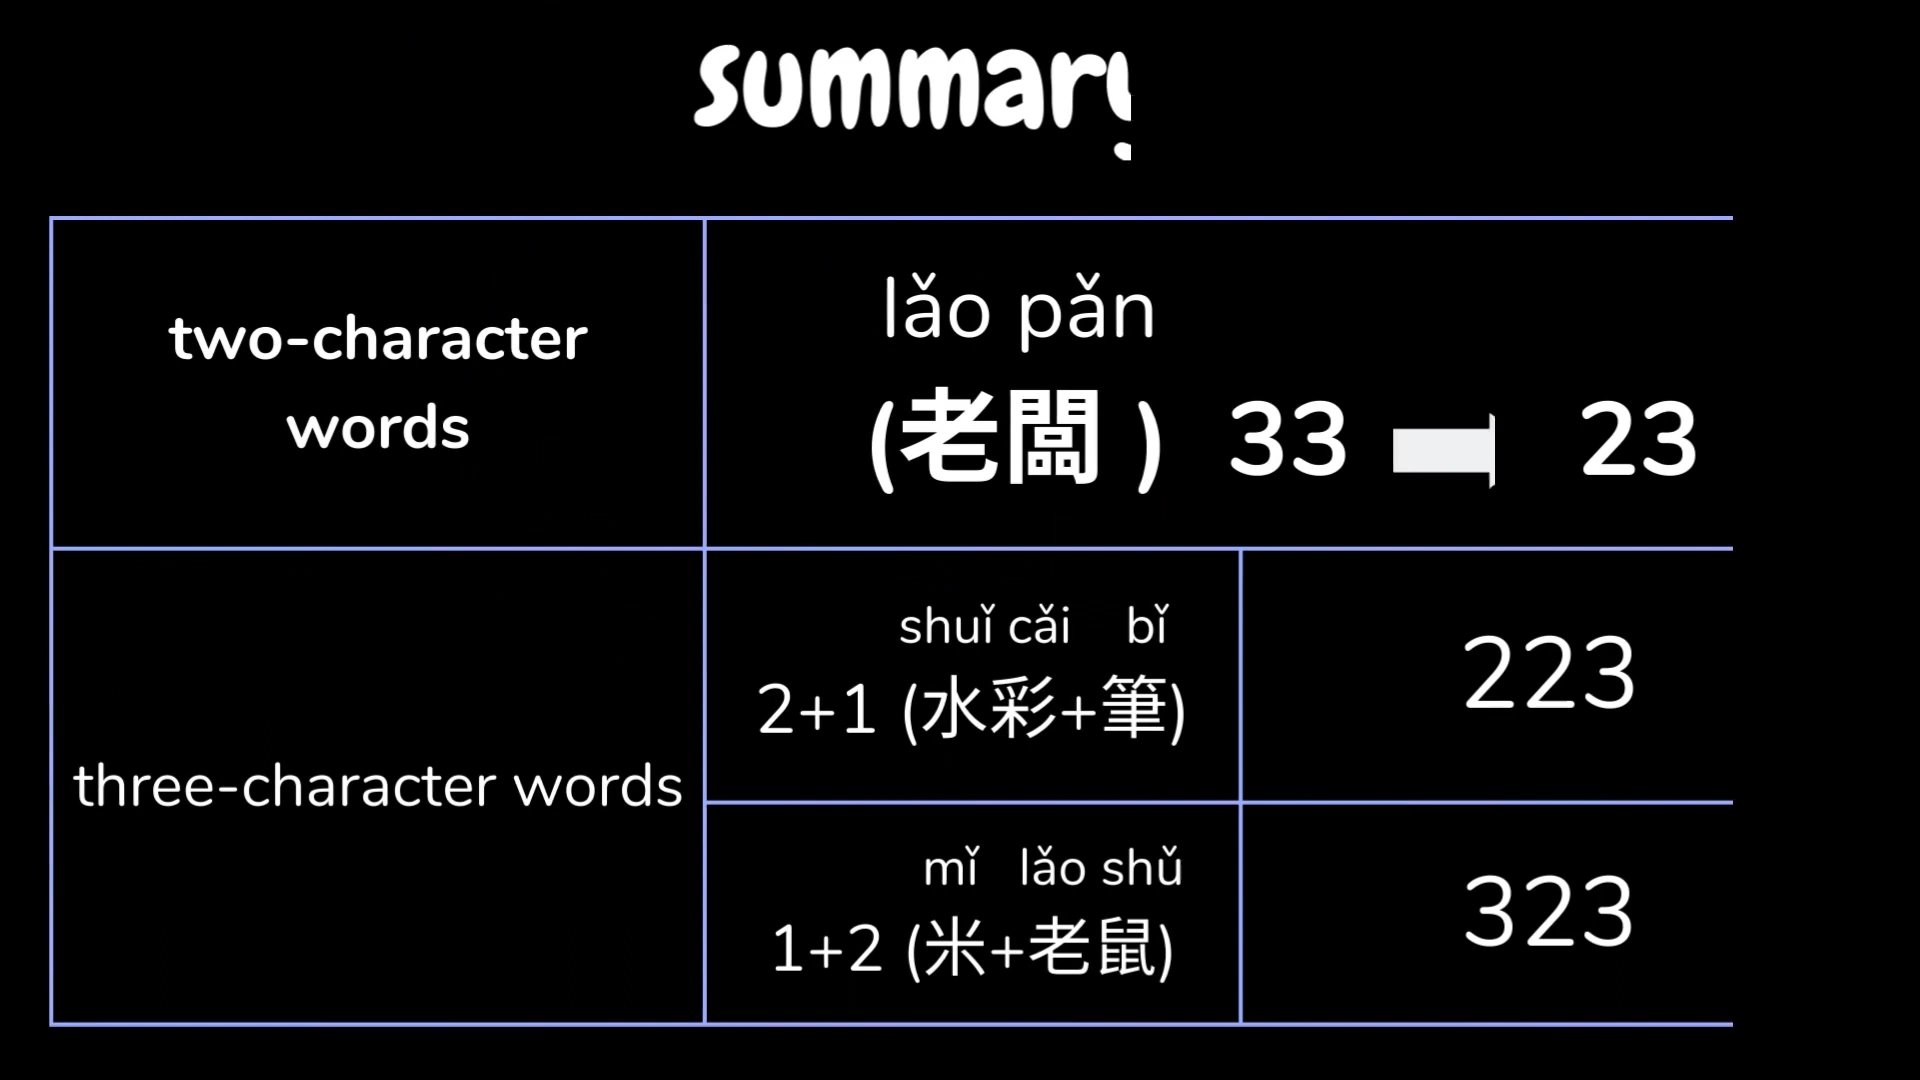 summary
two-character
words
lǎo pǎn
(老闆 ) 33 23
three-character words
shuǐ cǎi bǐ
2+1 (水彩+筆)
223
mǐ lǎo shǔ
1+2 (米+老鼠)
323